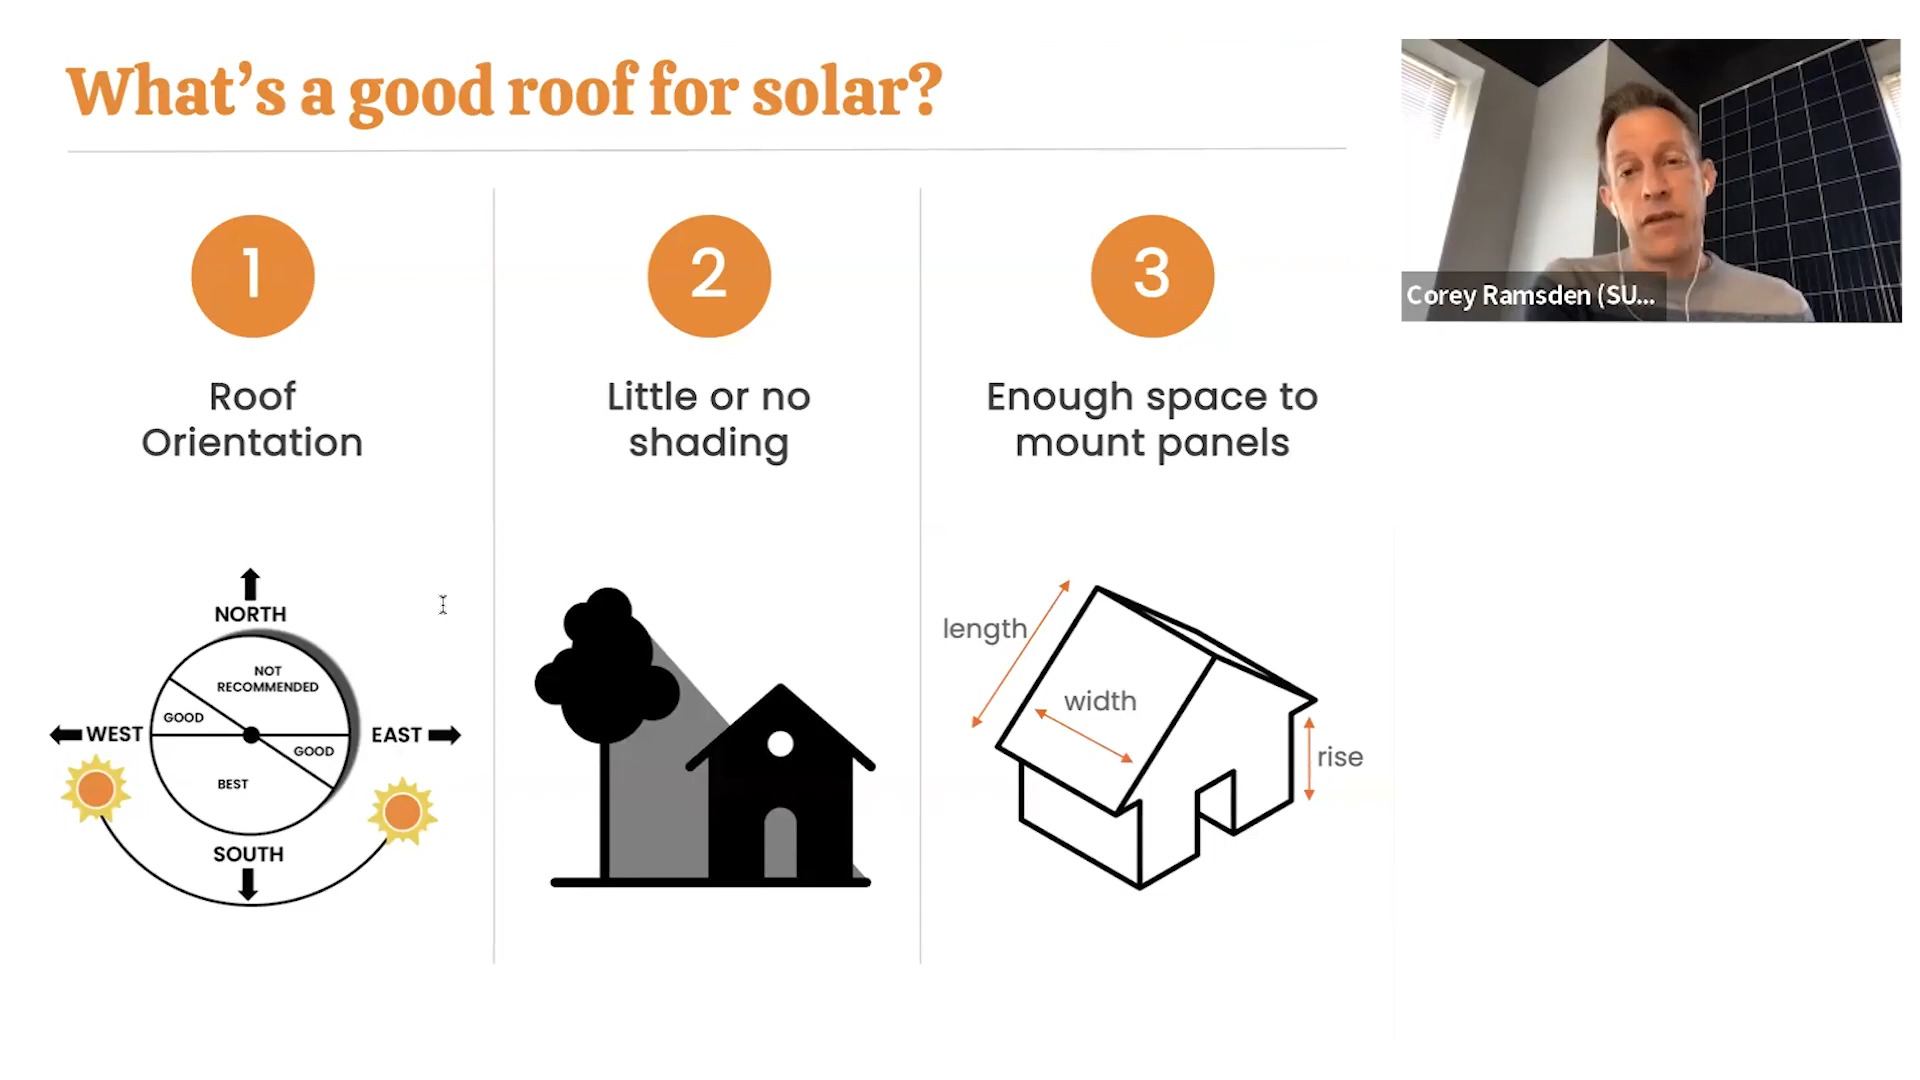 What's a good roof for solar?
1
Roof
Orientation
NORTH
NOT
RECOMMENDED
GOOD
WEST
EAST
GOOD
BEST
SOUTH
2
Little or no
shading
3
Enough space to
mount panels
length
width
rise
Corey Ramsden (SU...